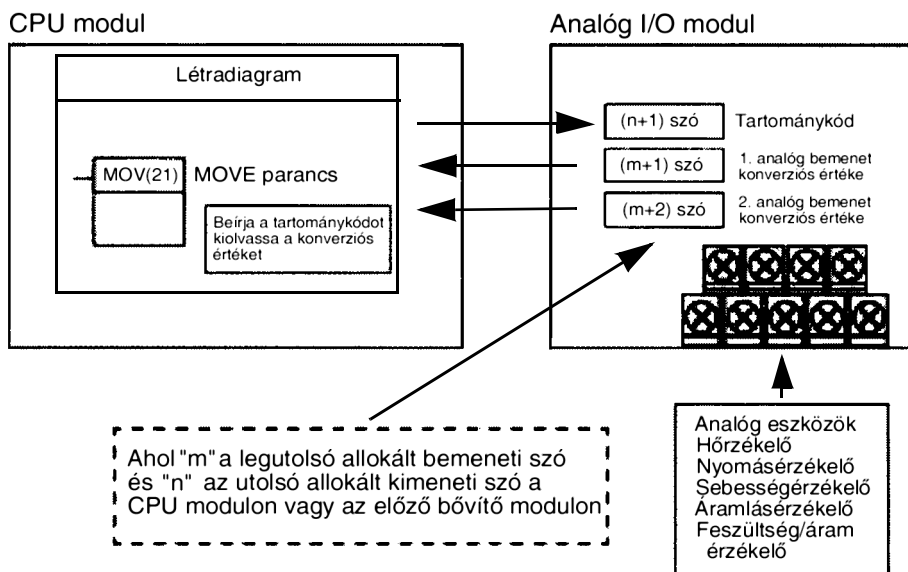 CPU modul
Analóg I/O modul
Létradiagram
MOV(21)
MOVE parancs
Beírja a tartománykódot
kiolvassa a konverziós
értéket
(n+1) szó
Tartománykód
(m+1) szó
1. analóg bemenet
konverziós értéke
(m+2) szó
2. analóg bemenet
konverziós értéke
Ahol "m" a legutolsó allokált bemeneti szó
és "n" az utolsó allokált kimeneti szó a
CPU modulon vagy az előző bővítő modulon
Analóg eszközök
Hőrzékelő
Nyomásérzékelő
Sebességérzékelő
Áramlásérzékelő
Feszültség/áram
érzékelő